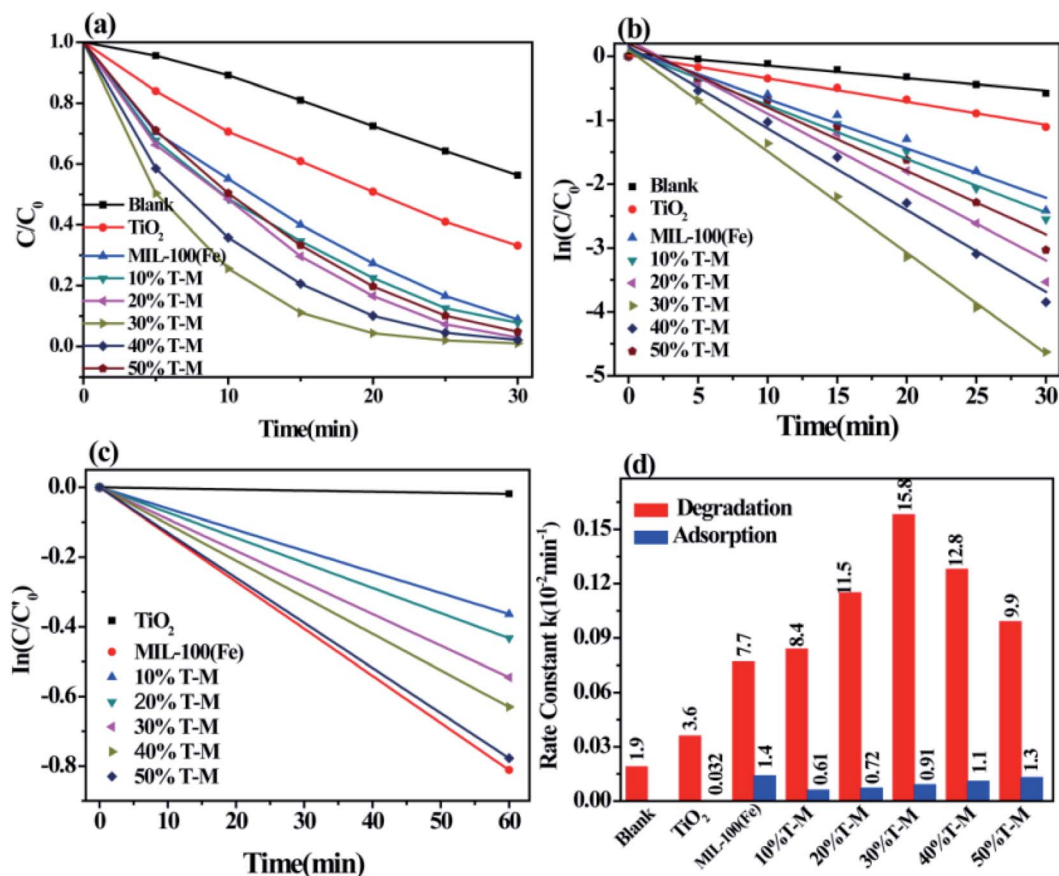 (a)
1.0
0.8
0.6
0.4
0.2
0.0
C/C0
Blank
TiO2
MIL-100(Fe)
10% T-M
20% T-M
30% T-M
40% T-M
50% T-M
0
10
20
30
Time(min)
(b)
0
-1
-2
-3
-4
-5
In(C/C0)
Blank
TiO2
MIL-100(Fe)
10% T-M
20% T-M
30% T-M
40% T-M
50% T-M
0
5
10
15
20
25
30
Time(min)
(c)
0.0
-0.2
-0.4
-0.6
-0.8
In(C/C'0)
TiO2
MIL-100(Fe)
10% T-M
20% T-M
30% T-M
40% T-M
50% T-M
0
10
20
30
40
50
60
Time(min)
(d)
Degradation
Adsorption
0.15
0.12
0.09
0.06
0.03
0.00
Rate Constant k(10-2min-1)
1.9
3.6
0.032
7.7
1.4
8.4
0.61
11.5
0.72
15.8
0.91
12.8
1.1
9.9
1.3
Blank
TiO2
MIL-100(Fe)
10%T-M
20%T-M
30%T-M
40%T-M
50%T-M